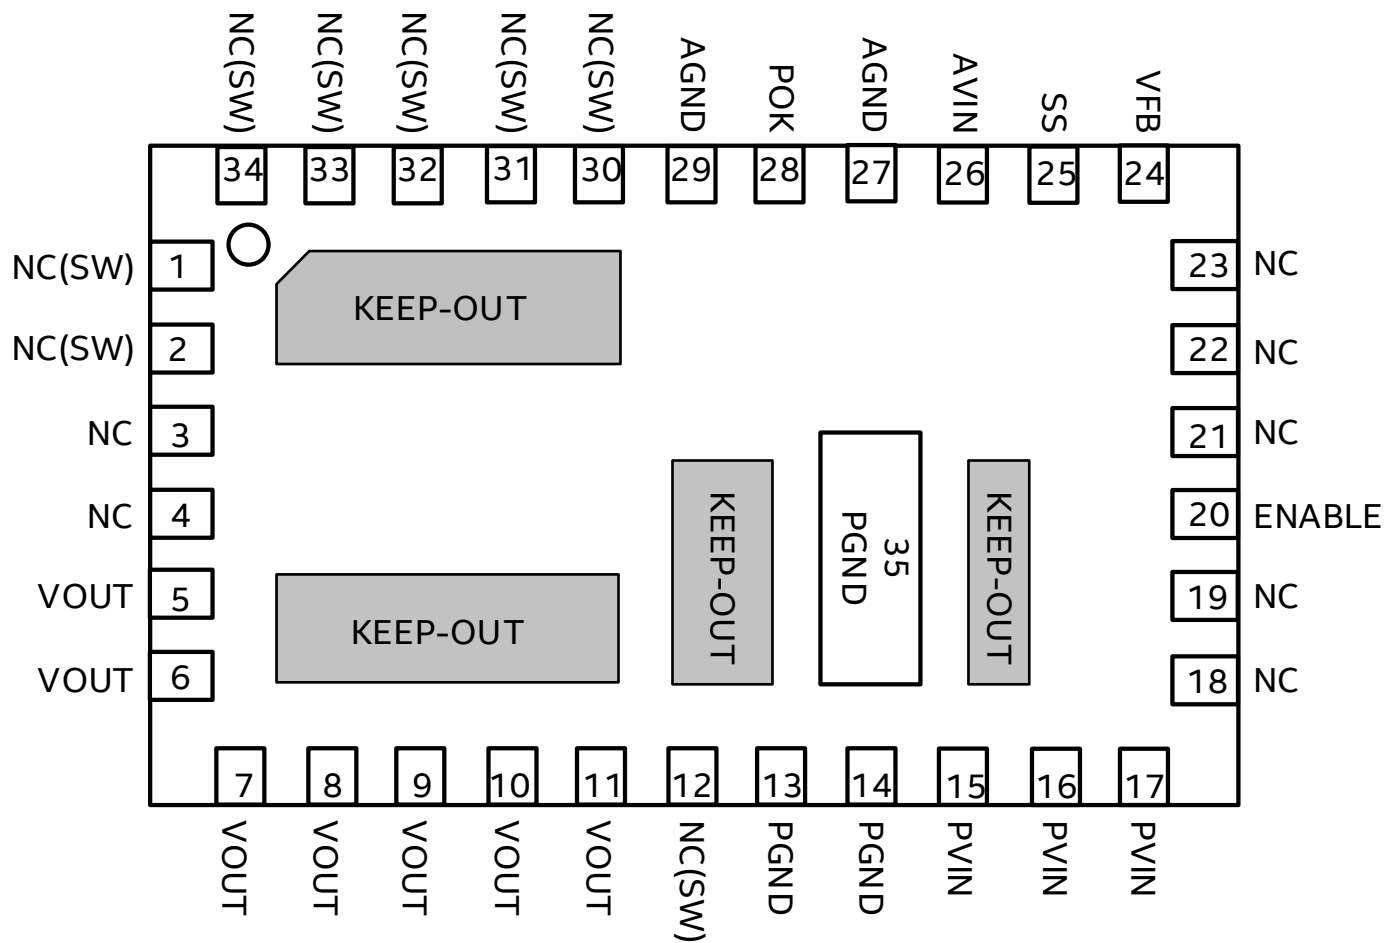 NC(SW)
NC(SW)
NC(SW)
NC(SW)
NC(SW)
AGND
POK
AGND
AVIN
SS
VFB
34
33
32
31
30
29
28
27
26
25
24
NC(SW)
1
23
NC
KEEP-OUT
NC(SW)
2
22
NC
NC
3
21
NC
NC
4
20
ENABLE
KEEP-OUT
35
PGND
KEEP-OUT
VOUT
5
19
NC
KEEP-OUT
VOUT
6
18
NC
7
8
9
10
11
12
13
14
15
16
17
VOUT
VOUT
VOUT
VOUT
VOUT
NC(SW)
PGND
PGND
PVIN
PVIN
PVIN